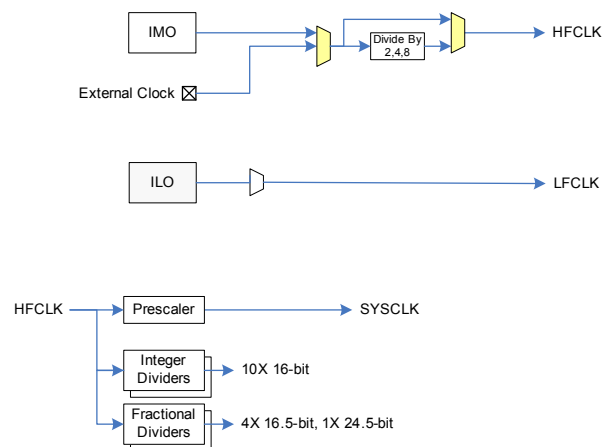 IMO
HFCLK
Divide By
2,4,8
External Clock
ILO
LFCLK
HFCLK
Prescaler
SYSCLK
Integer
Dividers
10X 16-bit
Fractional
Dividers
4X 16.5-bit, 1X 24.5-bit